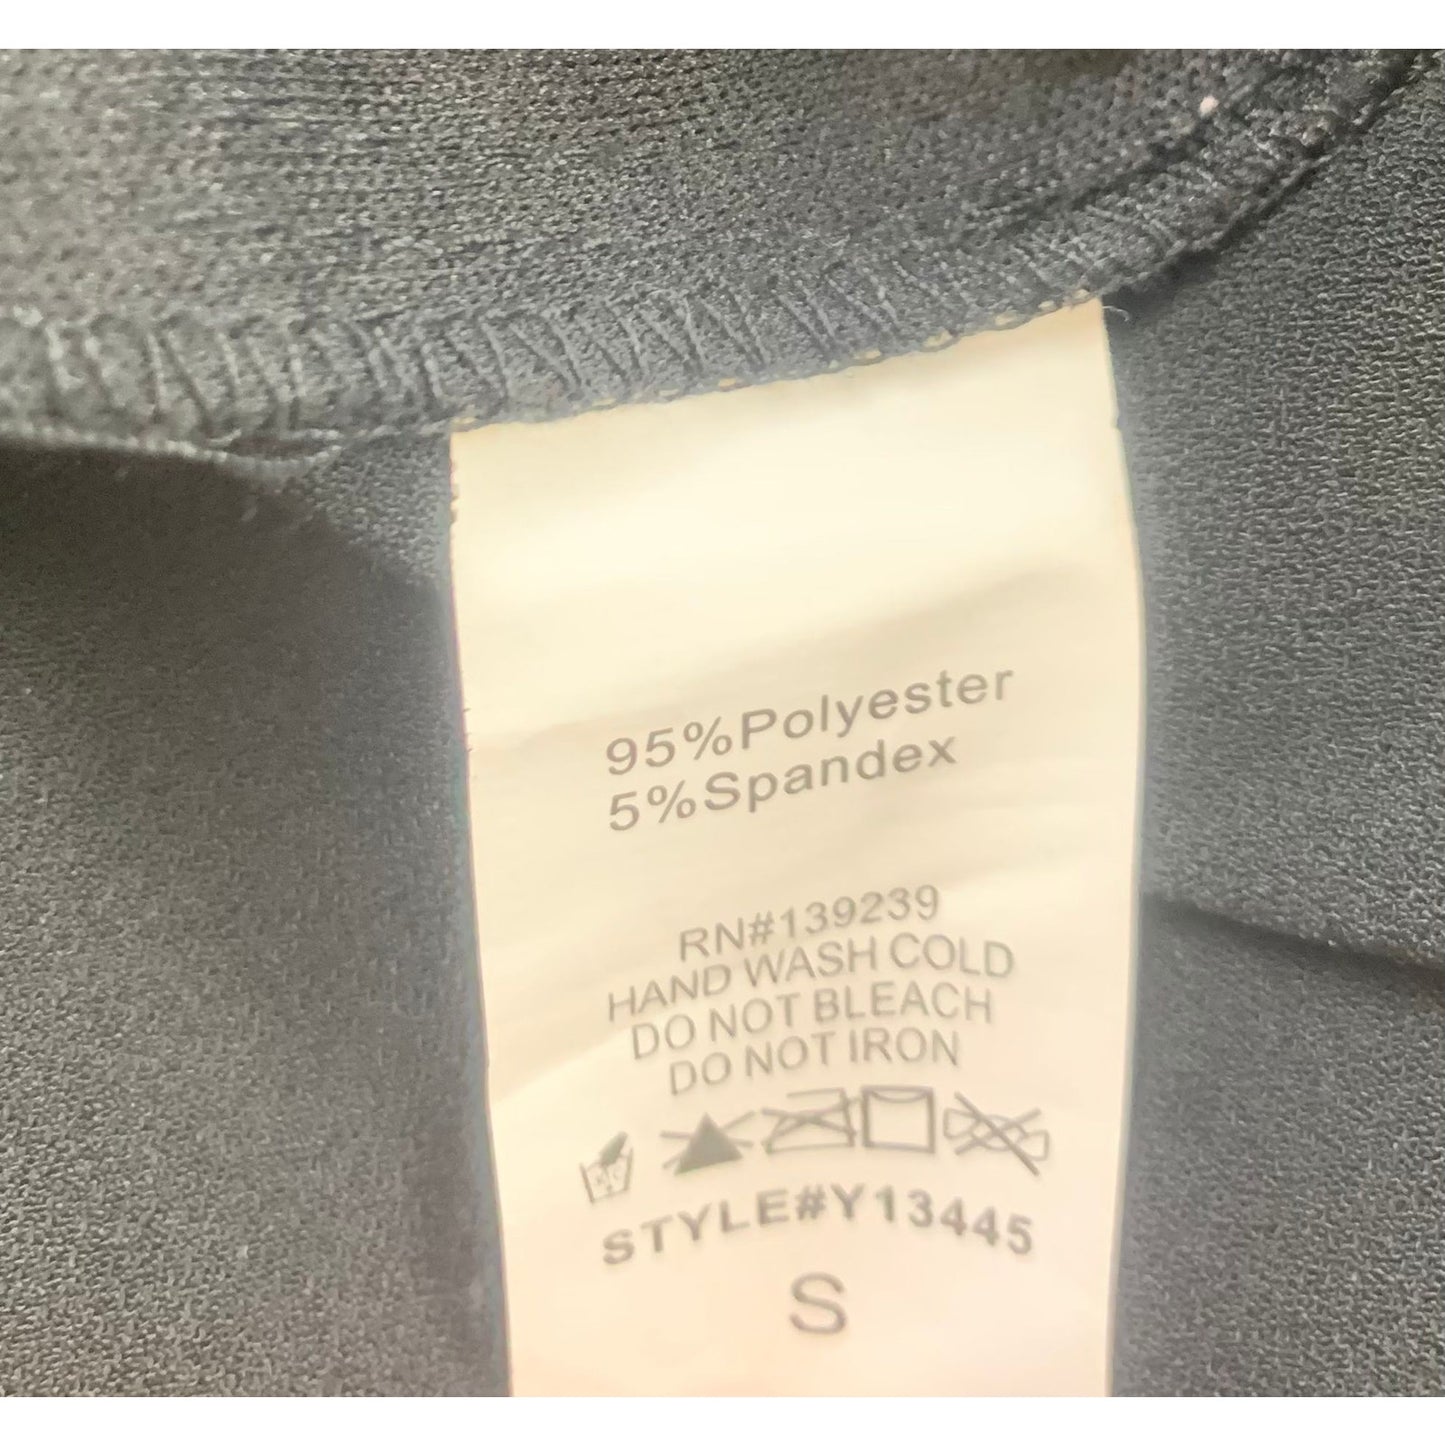 95%Polyester
5%Spandex
RN#139239
HAND WASH COLD
DO NOT BLEACH
DO NOT IRON
STYLE#Y13445
S